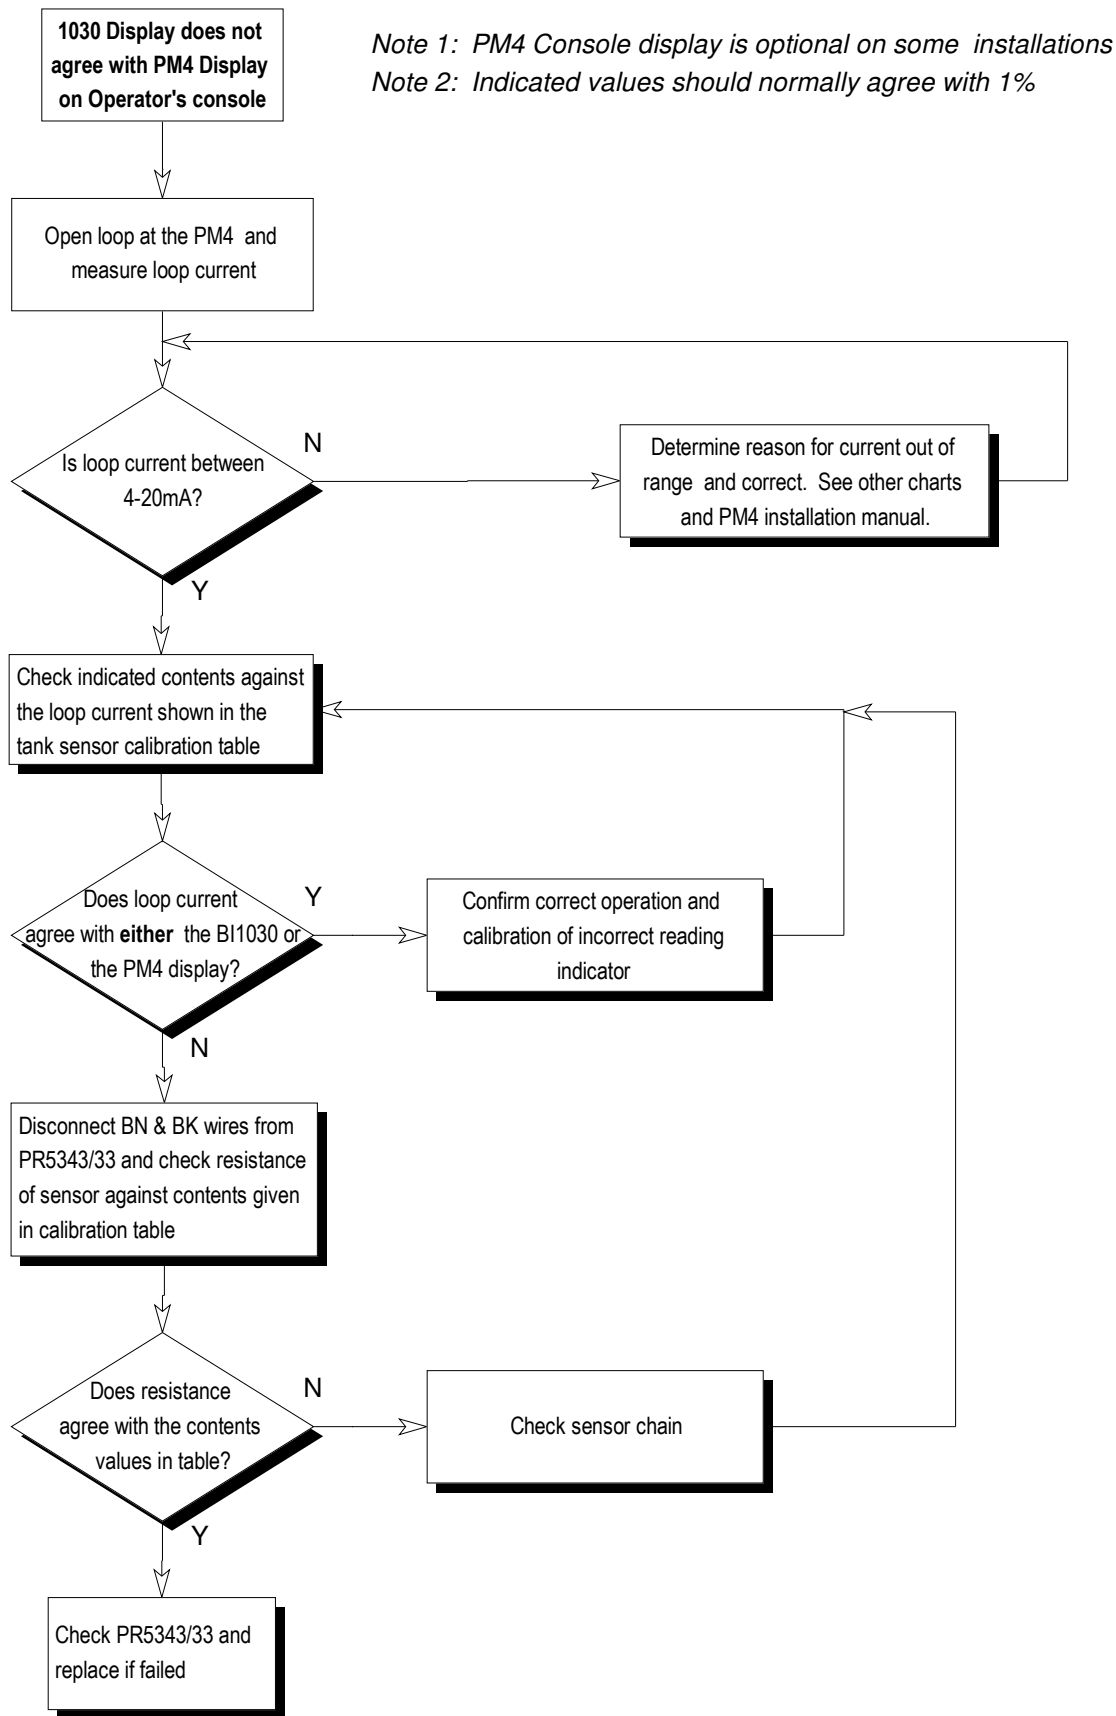 1030 Display does not
agree with PM4 Display
on Operator's console
Note 1: PM4 Console display is optional on some installations
Note 2: Indicated values should normally agree with 1%
Open loop at the PM4 and
measure loop current
Is loop current between
4-20mA?
N
Determine reason for current out of
range and correct. See other charts
and PM4 installation manual.
Y
Check indicated contents against
the loop current shown in the
tank sensor calibration table
Does loop current
agree with either the BI1030 or
the PM4 display?
Y
Confirm correct operation and
calibration of incorrect reading
indicator
N
Disconnect BN & BK wires from
PR5343/33 and check resistance
of sensor against contents given
in calibration table
Does resistance
agree with the contents
values in table?
N
Check sensor chain
Y
Check PR5343/33 and
replace if failed